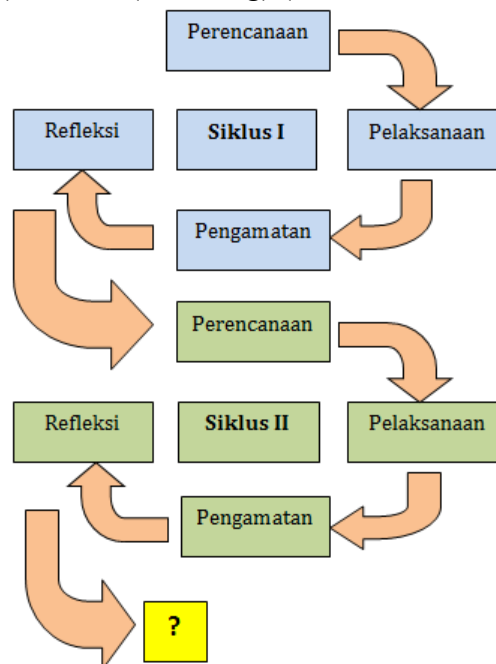 Perencanaan
Refleksi
Siklus I
Pelaksanaan
Pengamatan
Perencanaan
Refleksi
Siklus II
Pelaksanaan
Pengamatan
?